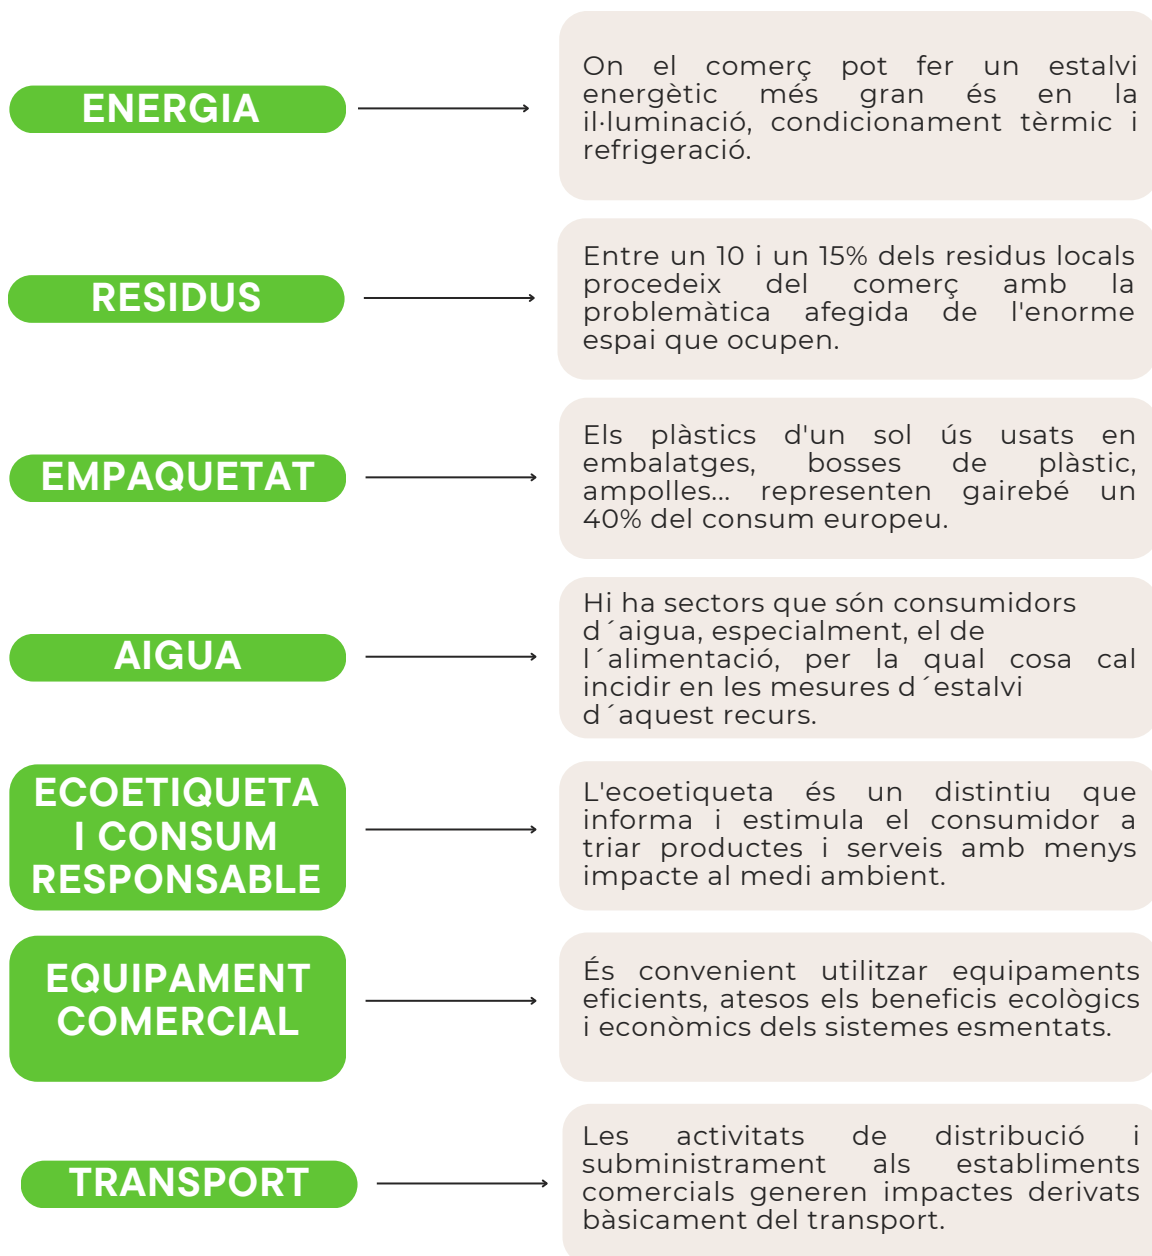 ENERGIA
On el comerç pot fer un estalvi
energètic més gran és en la
il·luminació, condicionament tèrmic i
refrigeració.
RESIDUS
Entre un 10 i un 15% dels residus locals
procedeix del comerç amb la
problemàtica afegida de l'enorme
espai que ocupen.
EMPAQUETAT
Els plàstics d'un sol ús usats en
embalatges, bosses de plàstic,
ampolles... representen gairebé un
40% del consum europeu.
AIGUA
Hi ha sectors que són consumidors
d´aigua, especialment, el de
l´alimentació, per la qual cosa cal
incidir en les mesures d´estalvi
d´aquest recurs.
ECOETIQUETA
I CONSUM
RESPONSABLE
L'ecoetiqueta és un distintiu que
informa i estimula el consumidor a
triar productes i serveis amb menys
impacte al medi ambient.
EQUIPAMENT
COMERCIAL
És convenient utilitzar equipaments
eficients, atesos els beneficis ecològics
i econòmics dels sistemes esmentats.
TRANSPORT
Les activitats de distribució i
subministrament als establiments
comercials generen impactes derivats
bàsicament del transport.